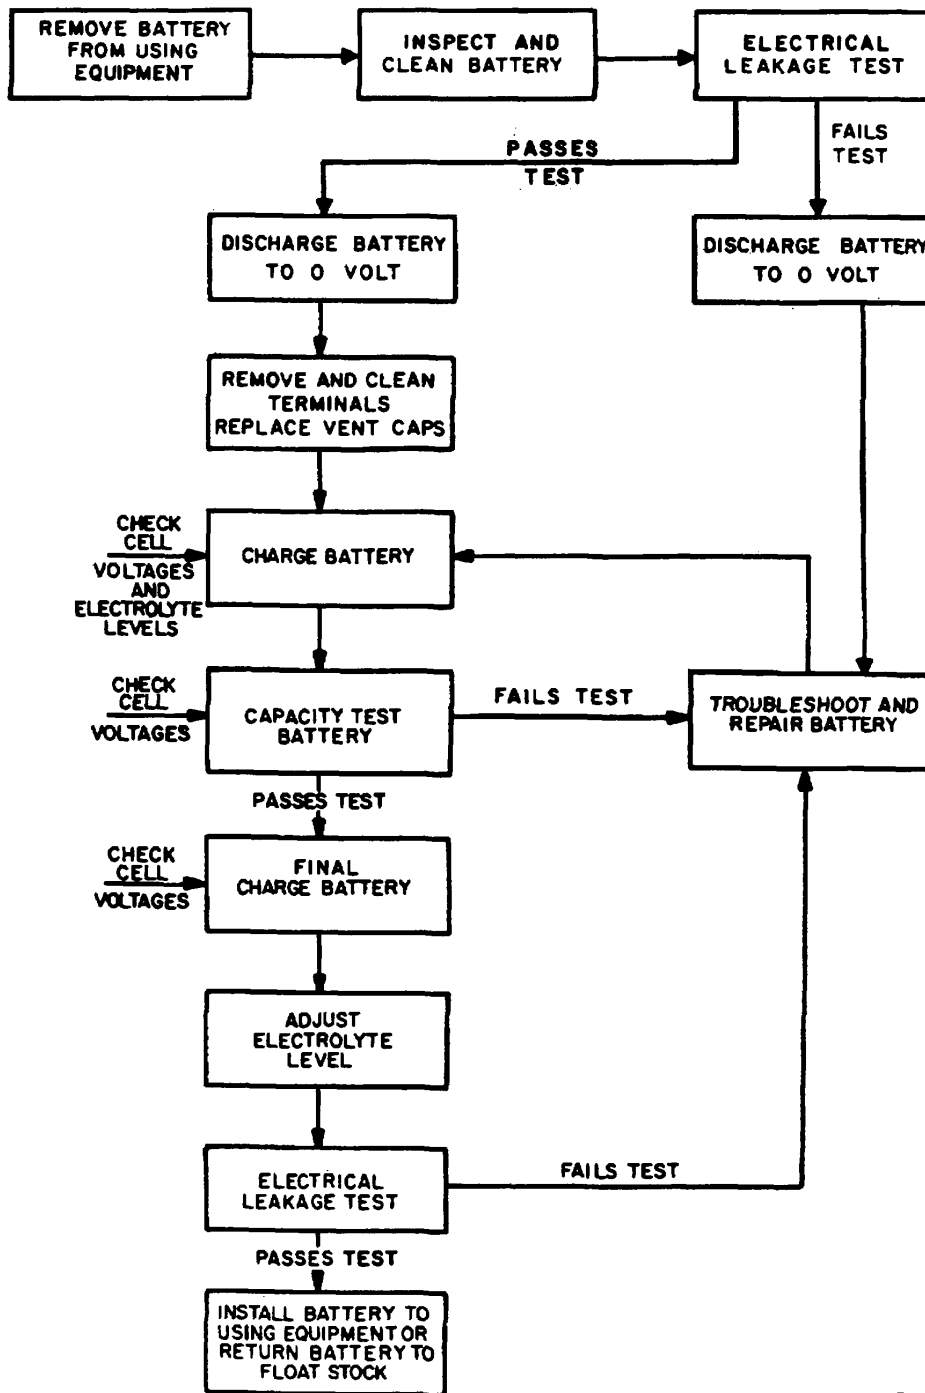 REMOVE BATTERY
FROM USING
EQUIPMENT
INSPECT AND
CLEAN BATTERY
ELECTRICAL
LEAKAGE TEST
PASSES
TEST
FAILS
TEST
DISCHARGE BATTERY
TO 0 VOLT
DISCHARGE BATTERY
TO 0 VOLT
REMOVE AND CLEAN
TERMINALS
REPLACE VENT CAPS
CHECK
CELL
VOLTAGES
AND
ELECTROLYTE
LEVELS
CHARGE BATTERY
CHECK
CELL
VOLTAGES
CAPACITY TEST
BATTERY
FAILS TEST
TROUBLESHOOT AND
REPAIR BATTERY
PASSES TEST
CHECK
CELL
VOLTAGES
FINAL
CHARGE BATTERY
ADJUST
ELECTROLYTE
LEVEL
ELECTRICAL
LEAKAGE TEST
FAILS TEST
PASSES TEST
INSTALL BATTERY TO
USING EQUIPMENT OR
RETURN BATTERY TO
FLOAT STOCK